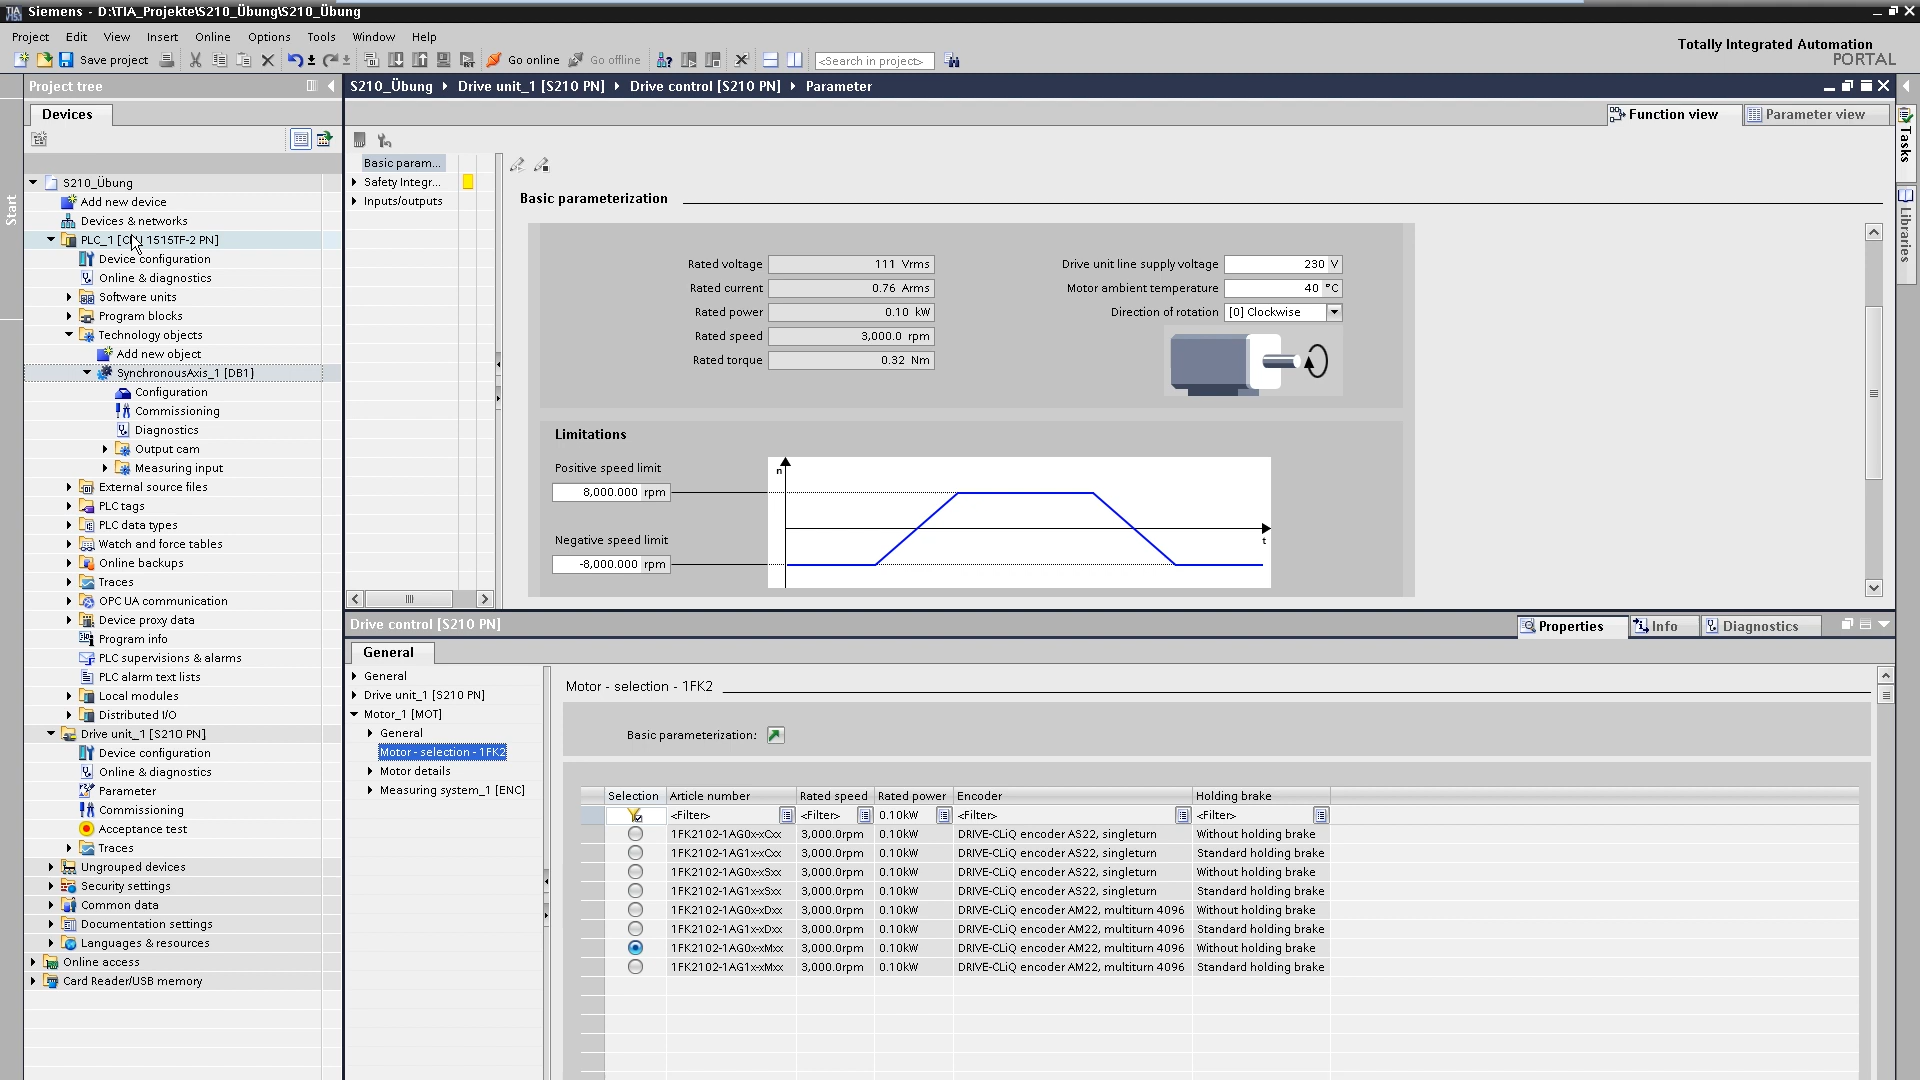 Siemens - D:\TIA_Projekte\S210_Übung\S210_Übung
Project Edit View Insert Online Options Tools Window Help
Totally Integrated Automation
PORTAL
Save project
Go online
Go offline
<Search in project>
Project tree
S210_Übung Drive unit_1 [S210 PN] Drive control [S210 PN] Parameter
Devices
Function view
Parameter view
Start
Tasks
Libraries
S210_Übung
Add new device
Devices & networks
PLC_1 [CPU 1515TF-2 PN]
Device configuration
Online & diagnostics
Software units
Program blocks
Technology objects
Add new object
SynchronousAxis_1 [DB1]
Configuration
Commissioning
Diagnostics
Output cam
Measuring input
External source files
PLC tags
PLC data types
Watch and force tables
Online backups
Traces
OPC UA communication
Device proxy data
Program info
PLC supervisions & alarms
PLC alarm text lists
Local modules
Distributed I/O
Drive unit_1 [S210 PN]
Device configuration
Online & diagnostics
Parameter
Commissioning
Acceptance test
Traces
Ungrouped devices
Security settings
Common data
Documentation settings
Languages & resources
Online access
Card Reader/USB memory
Basic param...
Safety Integr...
Inputs/outputs
Basic parameterization
Rated voltage 111 Vrms
Rated current 0.76 Arms
Rated power 0.10 kW
Rated speed 3,000.0 rpm
Rated torque 0.32 Nm
Drive unit line supply voltage 230 V
Motor ambient temperature 40 °C
Direction of rotation [0] Clockwise
Limitations
Positive speed limit
8,000.000 rpm
Negative speed limit
-8,000.000 rpm
n
t
Drive control [S210 PN]
Properties
Info
Diagnostics
General
General
Drive unit_1 [S210 PN]
Motor_1 [MOT]
General
Motor - selection - 1FK2
Motor details
Measuring system_1 [ENC]
Motor - selection - 1FK2
Basic parameterization:
Selection Article number Rated speed Rated power Encoder Holding brake
<Filter> <Filter> 0.10kW <Filter> <Filter>
1FK2102-1AG0x-xCxx 3,000.0rpm 0.10kW DRIVE-CLiQ encoder AS22, singleturn Without holding brake
1FK2102-1AG1x-xCxx 3,000.0rpm 0.10kW DRIVE-CLiQ encoder AS22, singleturn Standard holding brake
1FK2102-1AG0x-xSxx 3,000.0rpm 0.10kW DRIVE-CLiQ encoder AS22, singleturn Without holding brake
1FK2102-1AG1x-xSxx 3,000.0rpm 0.10kW DRIVE-CLiQ encoder AS22, singleturn Standard holding brake
1FK2102-1AG0x-xDxx 3,000.0rpm 0.10kW DRIVE-CLiQ encoder AM22, multiturn 4096 Without holding brake
1FK2102-1AG1x-xDxx 3,000.0rpm 0.10kW DRIVE-CLiQ encoder AM22, multiturn 4096 Standard holding brake
1FK2102-1AG0x-xMxx 3,000.0rpm 0.10kW DRIVE-CLiQ encoder AM22, multiturn 4096 Without holding brake
1FK2102-1AG1x-xMxx 3,000.0rpm 0.10kW DRIVE-CLiQ encoder AM22, multiturn 4096 Standard holding brake